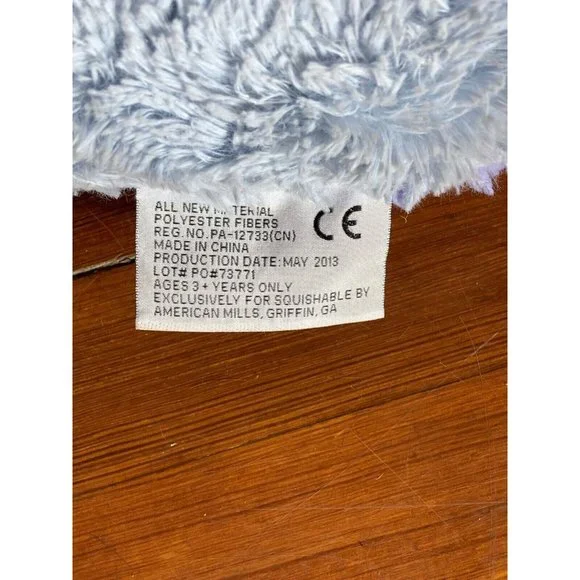 ALL NEW MATERIAL
POLYESTER FIBERS
REG.NO.PA-12733(CN)
MADE IN CHINA
PRODUCTION DATE: MAY 2013
LOT# PO#73771
AGES 3+ YEARS ONLY
EXCLUSIVELY FOR SQUISHABLE BY
AMERICAN MILLS, GRIFFIN, GA
CE